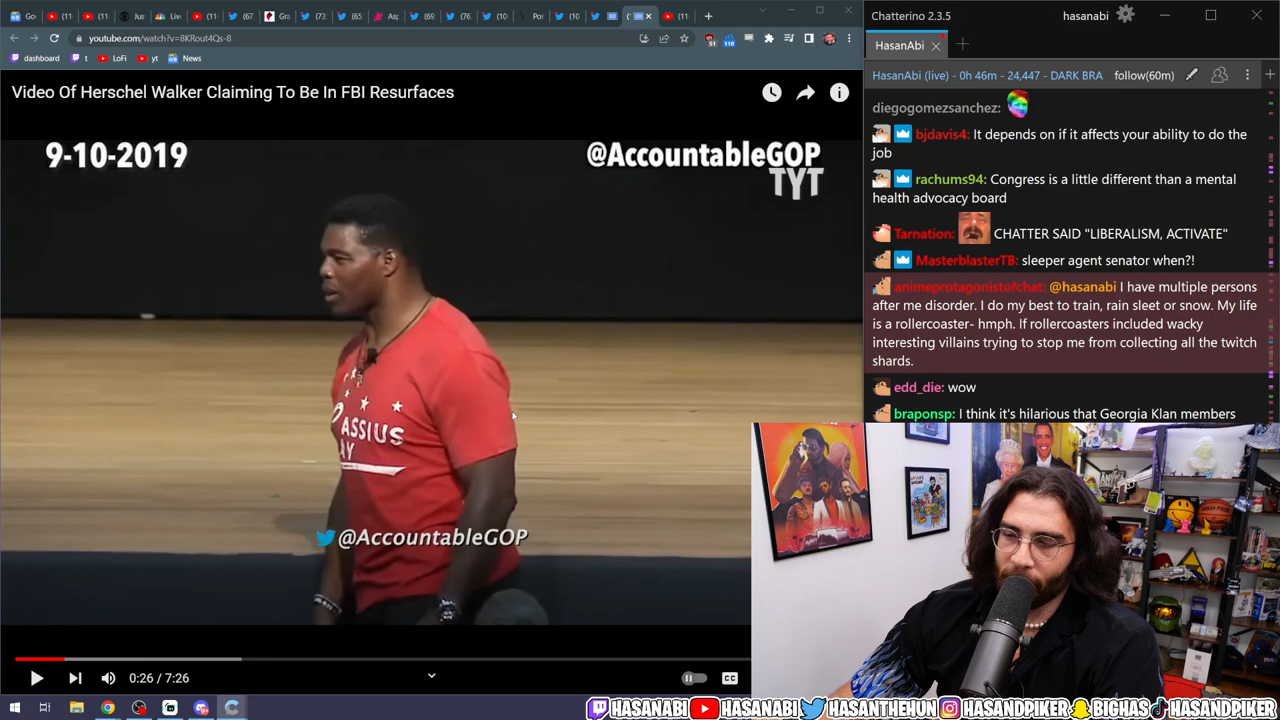 Chatterino 2.3.5
hasanabi
youtube.com/watch?v=8KRout4Qs-8
dashboard
t
LoFi
yt
News
HasanAbi
HasanAbi (live) - 0h 46m - 24,447 - DARK BRA
follow(60m)
Video Of Herschel Walker Claiming To Be In FBI Resurfaces
9-10-2019
@AccountableGOP
TYT
@AccountableGOP
0:26 / 7:26
CC
diegogomezsanchez:
bjdavis4: It depends on if it affects your ability to do the
job
rachums94: Congress is a little different than a mental
health advocacy board
Tarnation: CHATTER SAID "LIBERALISM, ACTIVATE"
MasterblasterTB: sleeper agent senator when?!
animeprotagonistofchat: @hasanabi I have multiple persons
after me disorder. I do my best to train, rain sleet or snow. My life
is a rollercoaster- hmph. If rollercoasters included wacky
interesting villains trying to stop me from collecting all the twitch
shards.
edd_die: wow
braponsp: I think it's hilarious that Georgia Klan members
HASANABI
HASANABI
HASANTHEHUN
HASANDPIKER
BIGHAS
HASANDPIKER